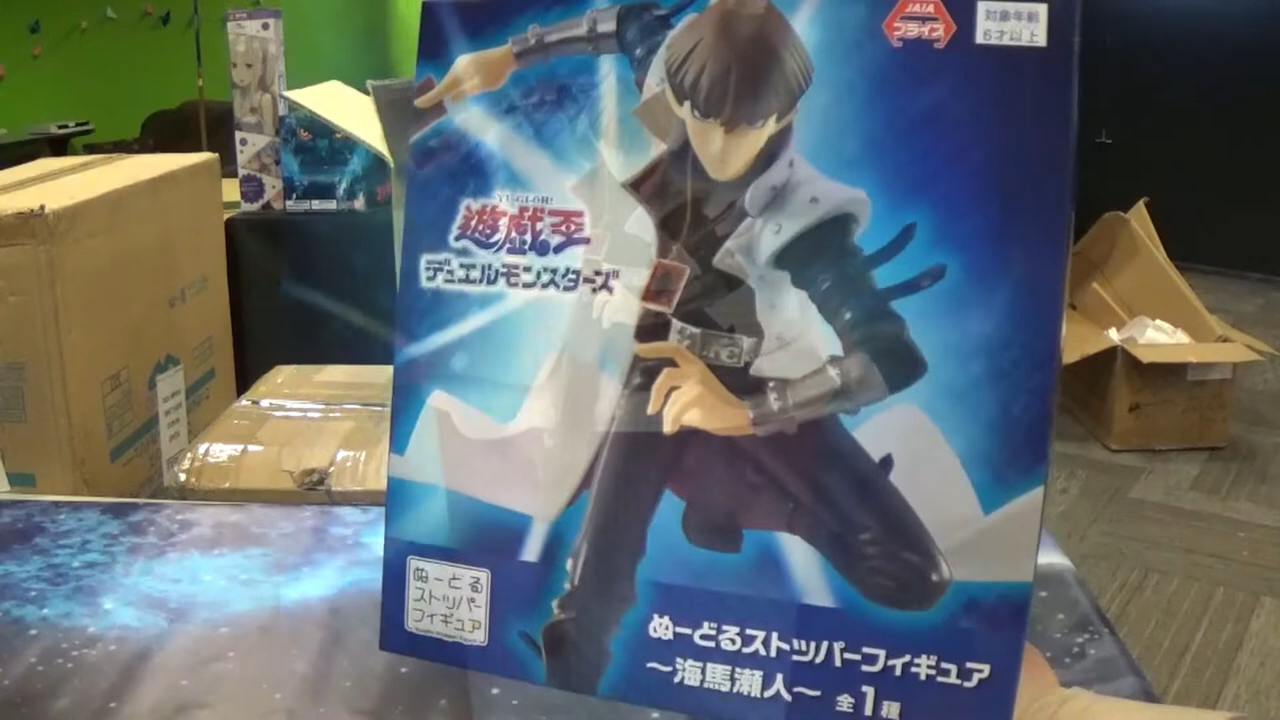 JAIA
プライズ
対象年齢
6才以上
YU-GI-OH!
遊戯王
デュエルモンスターズ
ぬーどる
ストッパー
フィギュア
Noodle Stopper Figure
ぬーどるストッパーフィギュア
～海馬瀬人～ 全1種